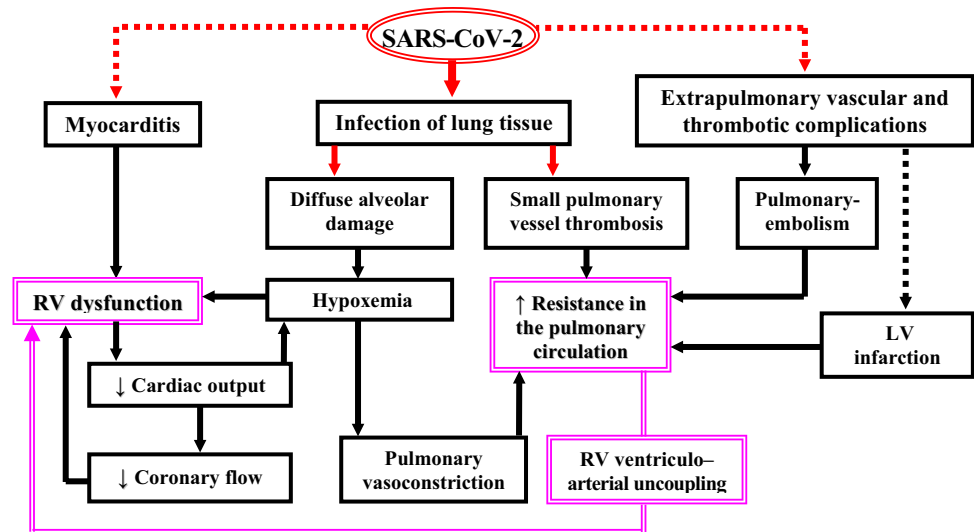 SARS-CoV-2
Myocarditis
Infection of lung tissue
Extrapulmonary vascular and
thrombotic complications
Diffuse alveolar
damage
Small pulmonary
vessel thrombosis
Pulmonary-
embolism
RV dysfunction
Hypoxemia
↑ Resistance in
the pulmonary
circulation
LV
infarction
↓ Cardiac output
↓ Coronary flow
Pulmonary
vasoconstriction
RV ventriculo–
arterial uncoupling